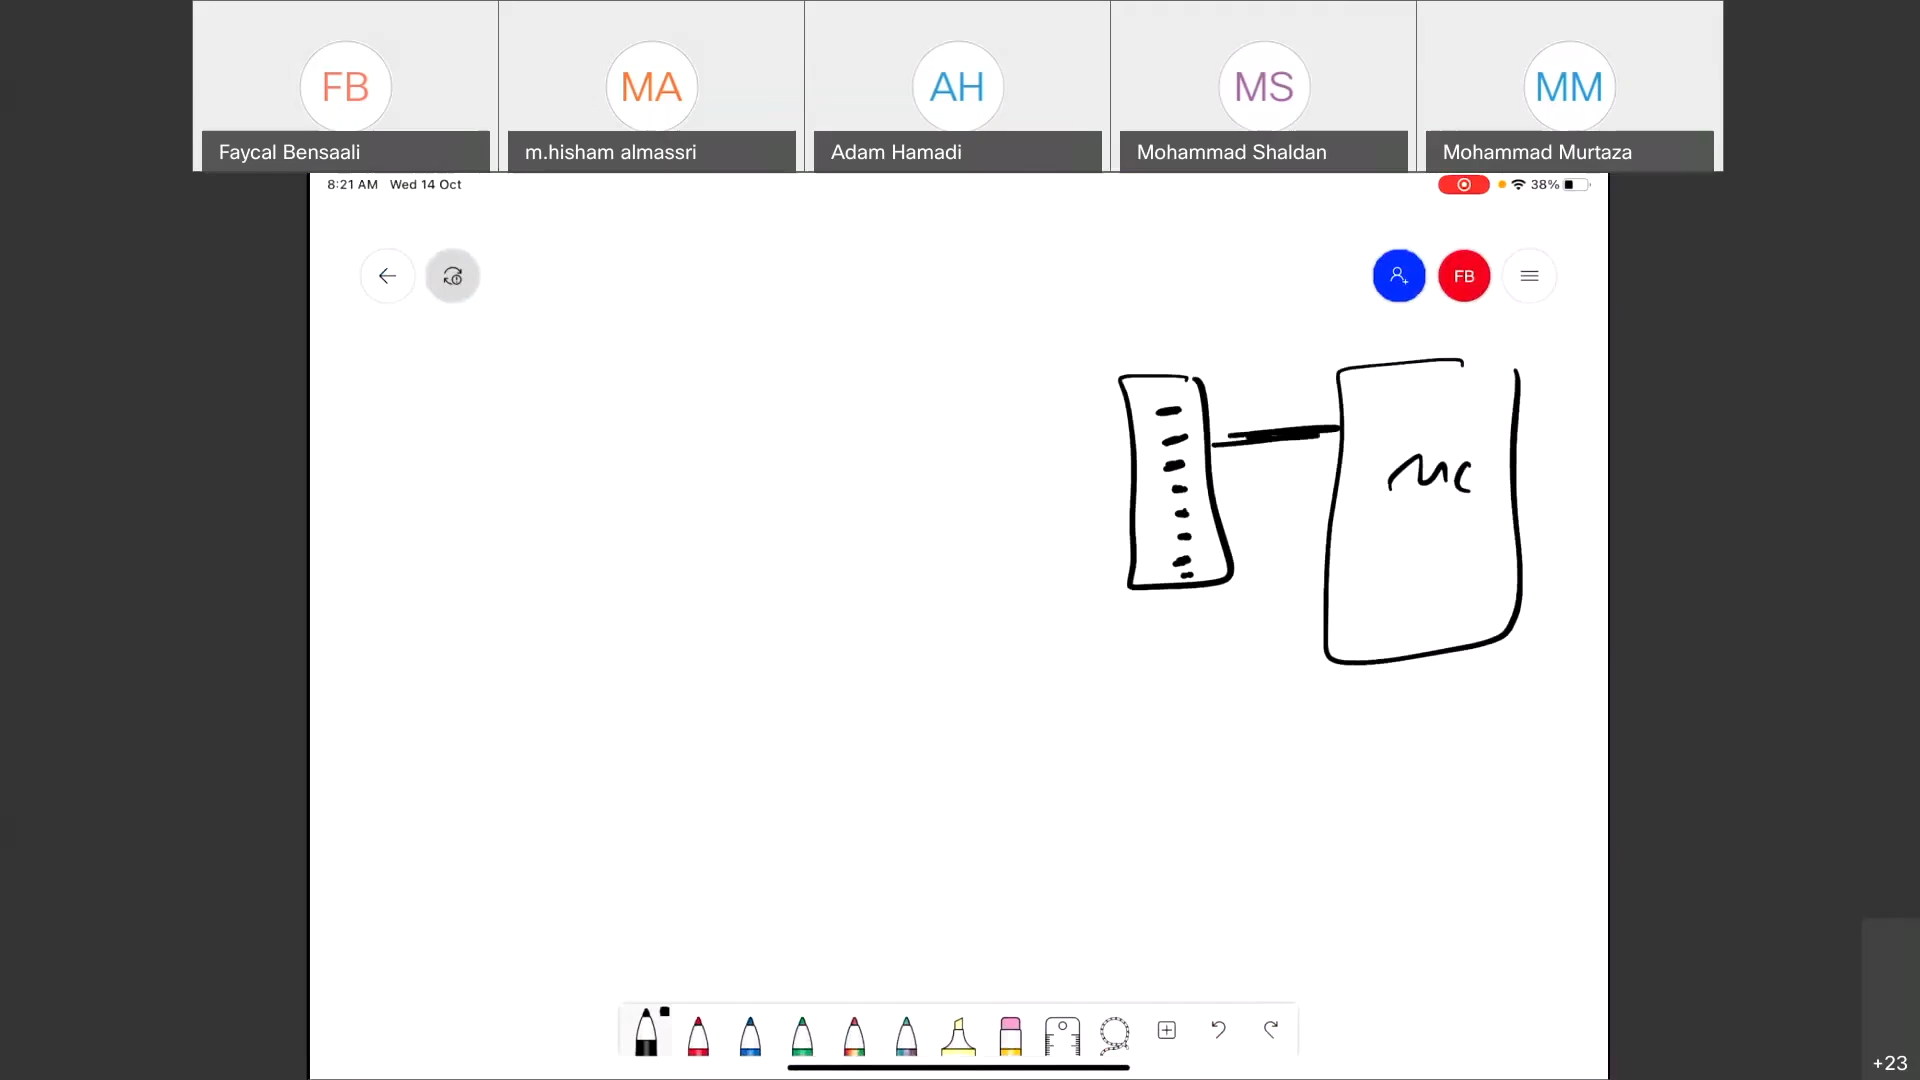 FB
MA
AH
MS
MM
Faycal Bensaali
m.hisham almassri
Adam Hamadi
Mohammad Shaldan
Mohammad Murtaza
8:21 AM Wed 14 Oct
38%
FB
MC
+23